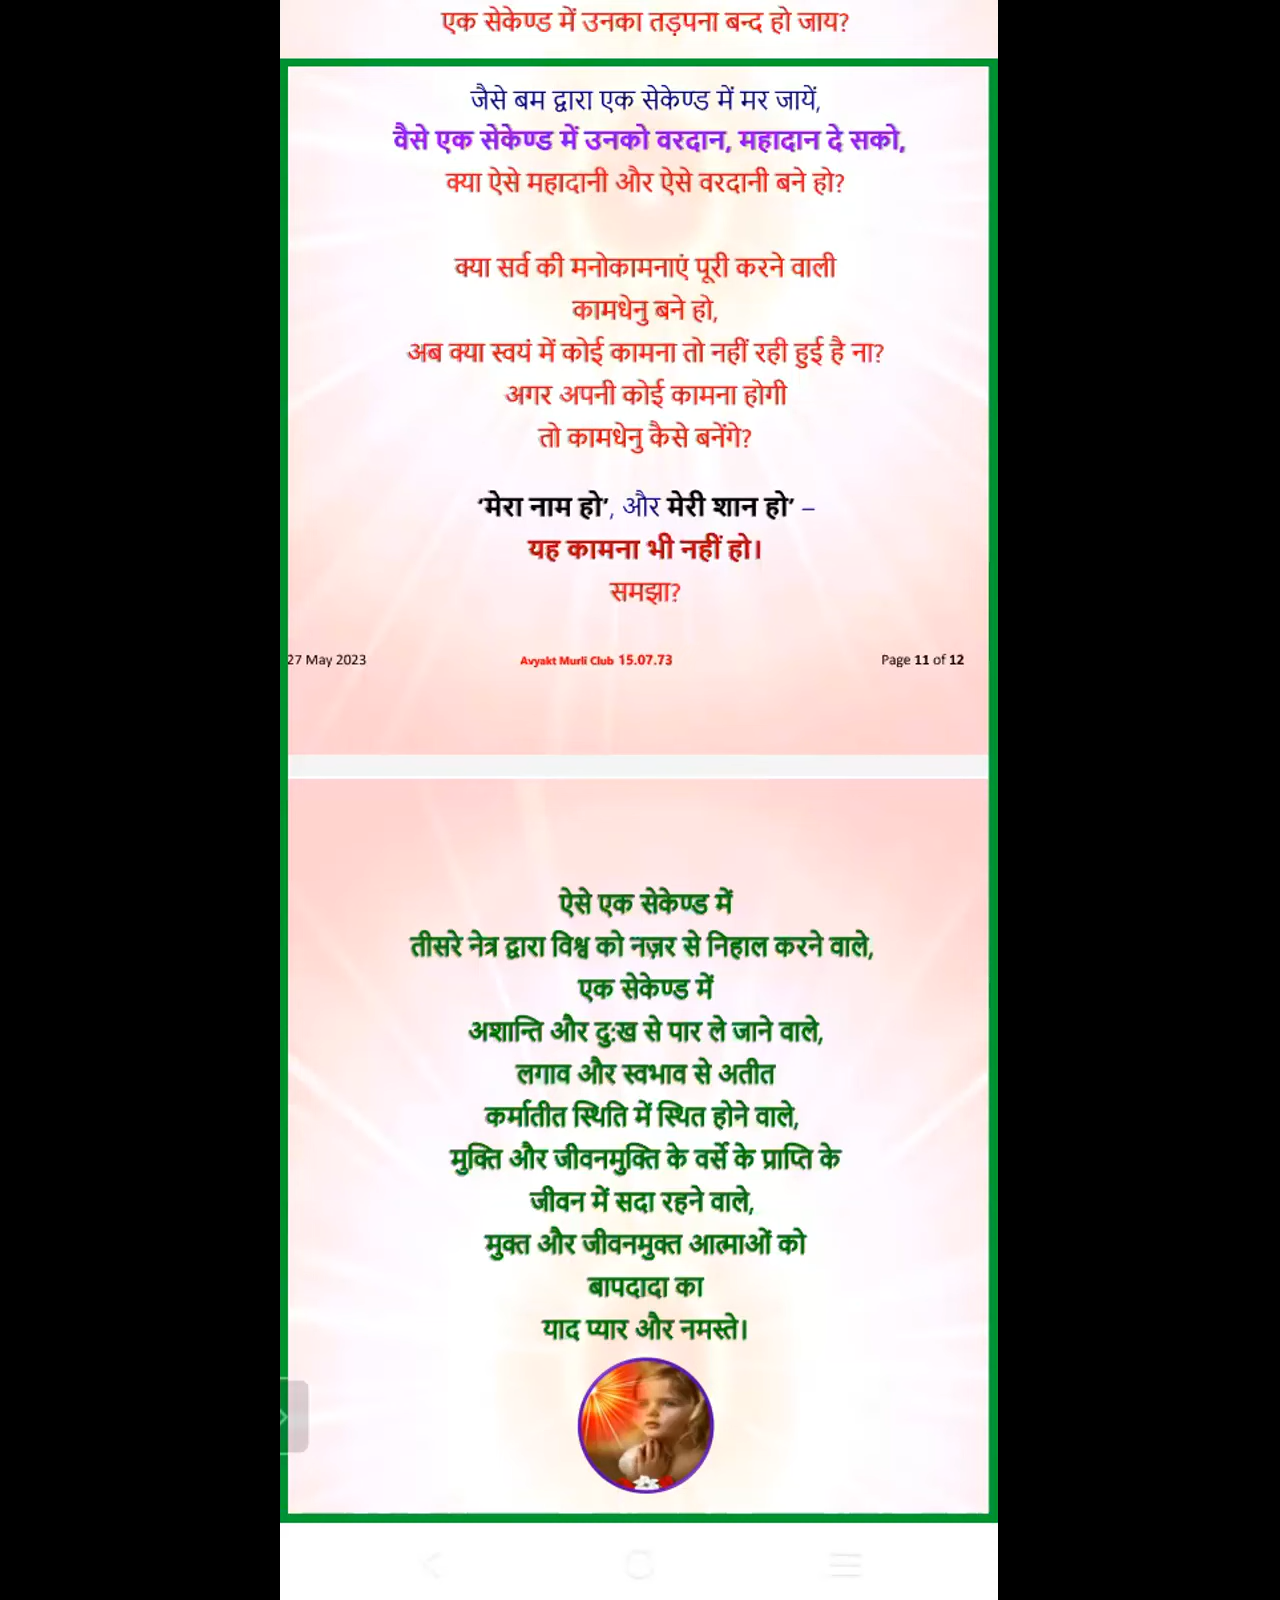 एक सेकेण्ड में उनका तड़पना बन्द हो जाय?
जैसे बम द्वारा एक सेकेण्ड में मर जायें,
वैसे एक सेकेण्ड में उनको वरदान, महादान दे सको,
क्या ऐसे महादानी और ऐसे वरदानी बने हो?
क्या सर्व की मनोकामनाएं पूरी करने वाली
कामधेनु बने हो,
अब क्या स्वयं में कोई कामना तो नहीं रही हुई है ना?
अगर अपनी कोई कामना होगी
तो कामधेनु कैसे बनेंगे?
‘मेरा नाम हो’, और मेरी शान हो’ –
यह कामना भी नहीं हो।
समझा?
27 May 2023 Avyakt Murli Club 15.07.73 Page 11 of 12
ऐसे एक सेकेण्ड में
तीसरे नेत्र द्वारा विश्व को नज़र से निहाल करने वाले,
एक सेकेण्ड में
अशान्ति और दु:ख से पार ले जाने वाले,
लगाव और स्वभाव से अतीत
कर्मातीत स्थिति में स्थित होने वाले,
मुक्ति और जीवनमुक्ति के वर्से के प्राप्ति के
जीवन में सदा रहने वाले,
मुक्त और जीवनमुक्त आत्माओं को
बापदादा का
याद प्यार और नमस्ते।